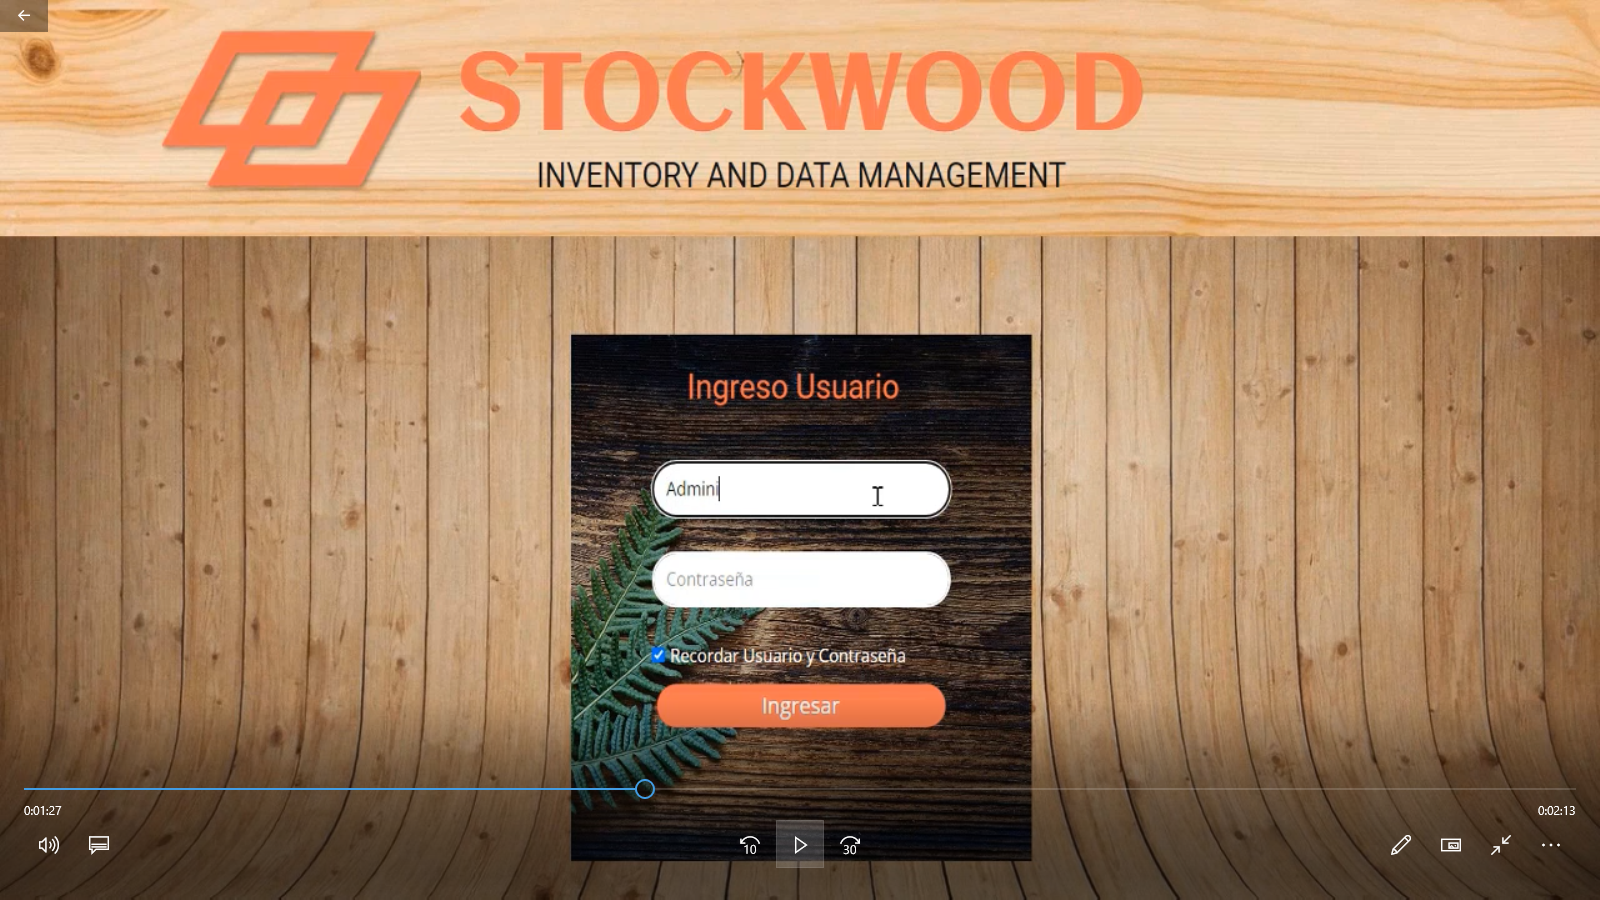 STOCKWOOD
INVENTORY AND DATA MANAGEMENT
Ingreso Usuario
Admini
Contraseña
Recordar Usuario y Contraseña
Ingresar
0:01:27
0:02:13
10
30